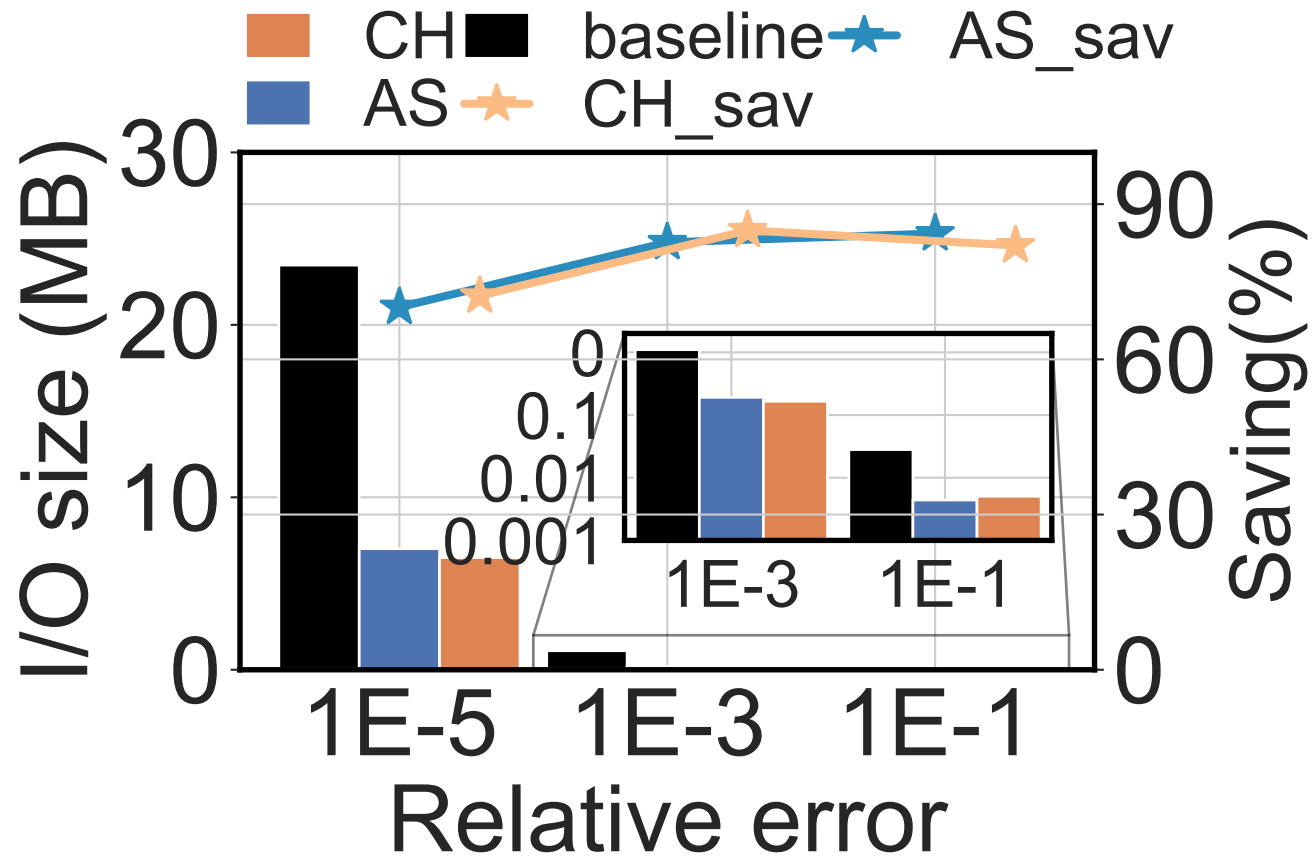 CH baseline AS_sav
AS CH_sav
30
20
10
0
I/O size (MB)
90
60
30
0
Saving(%)
0
0.1
0.01
0.001
1E-3 1E-1
1E-5 1E-3 1E-1
Relative error